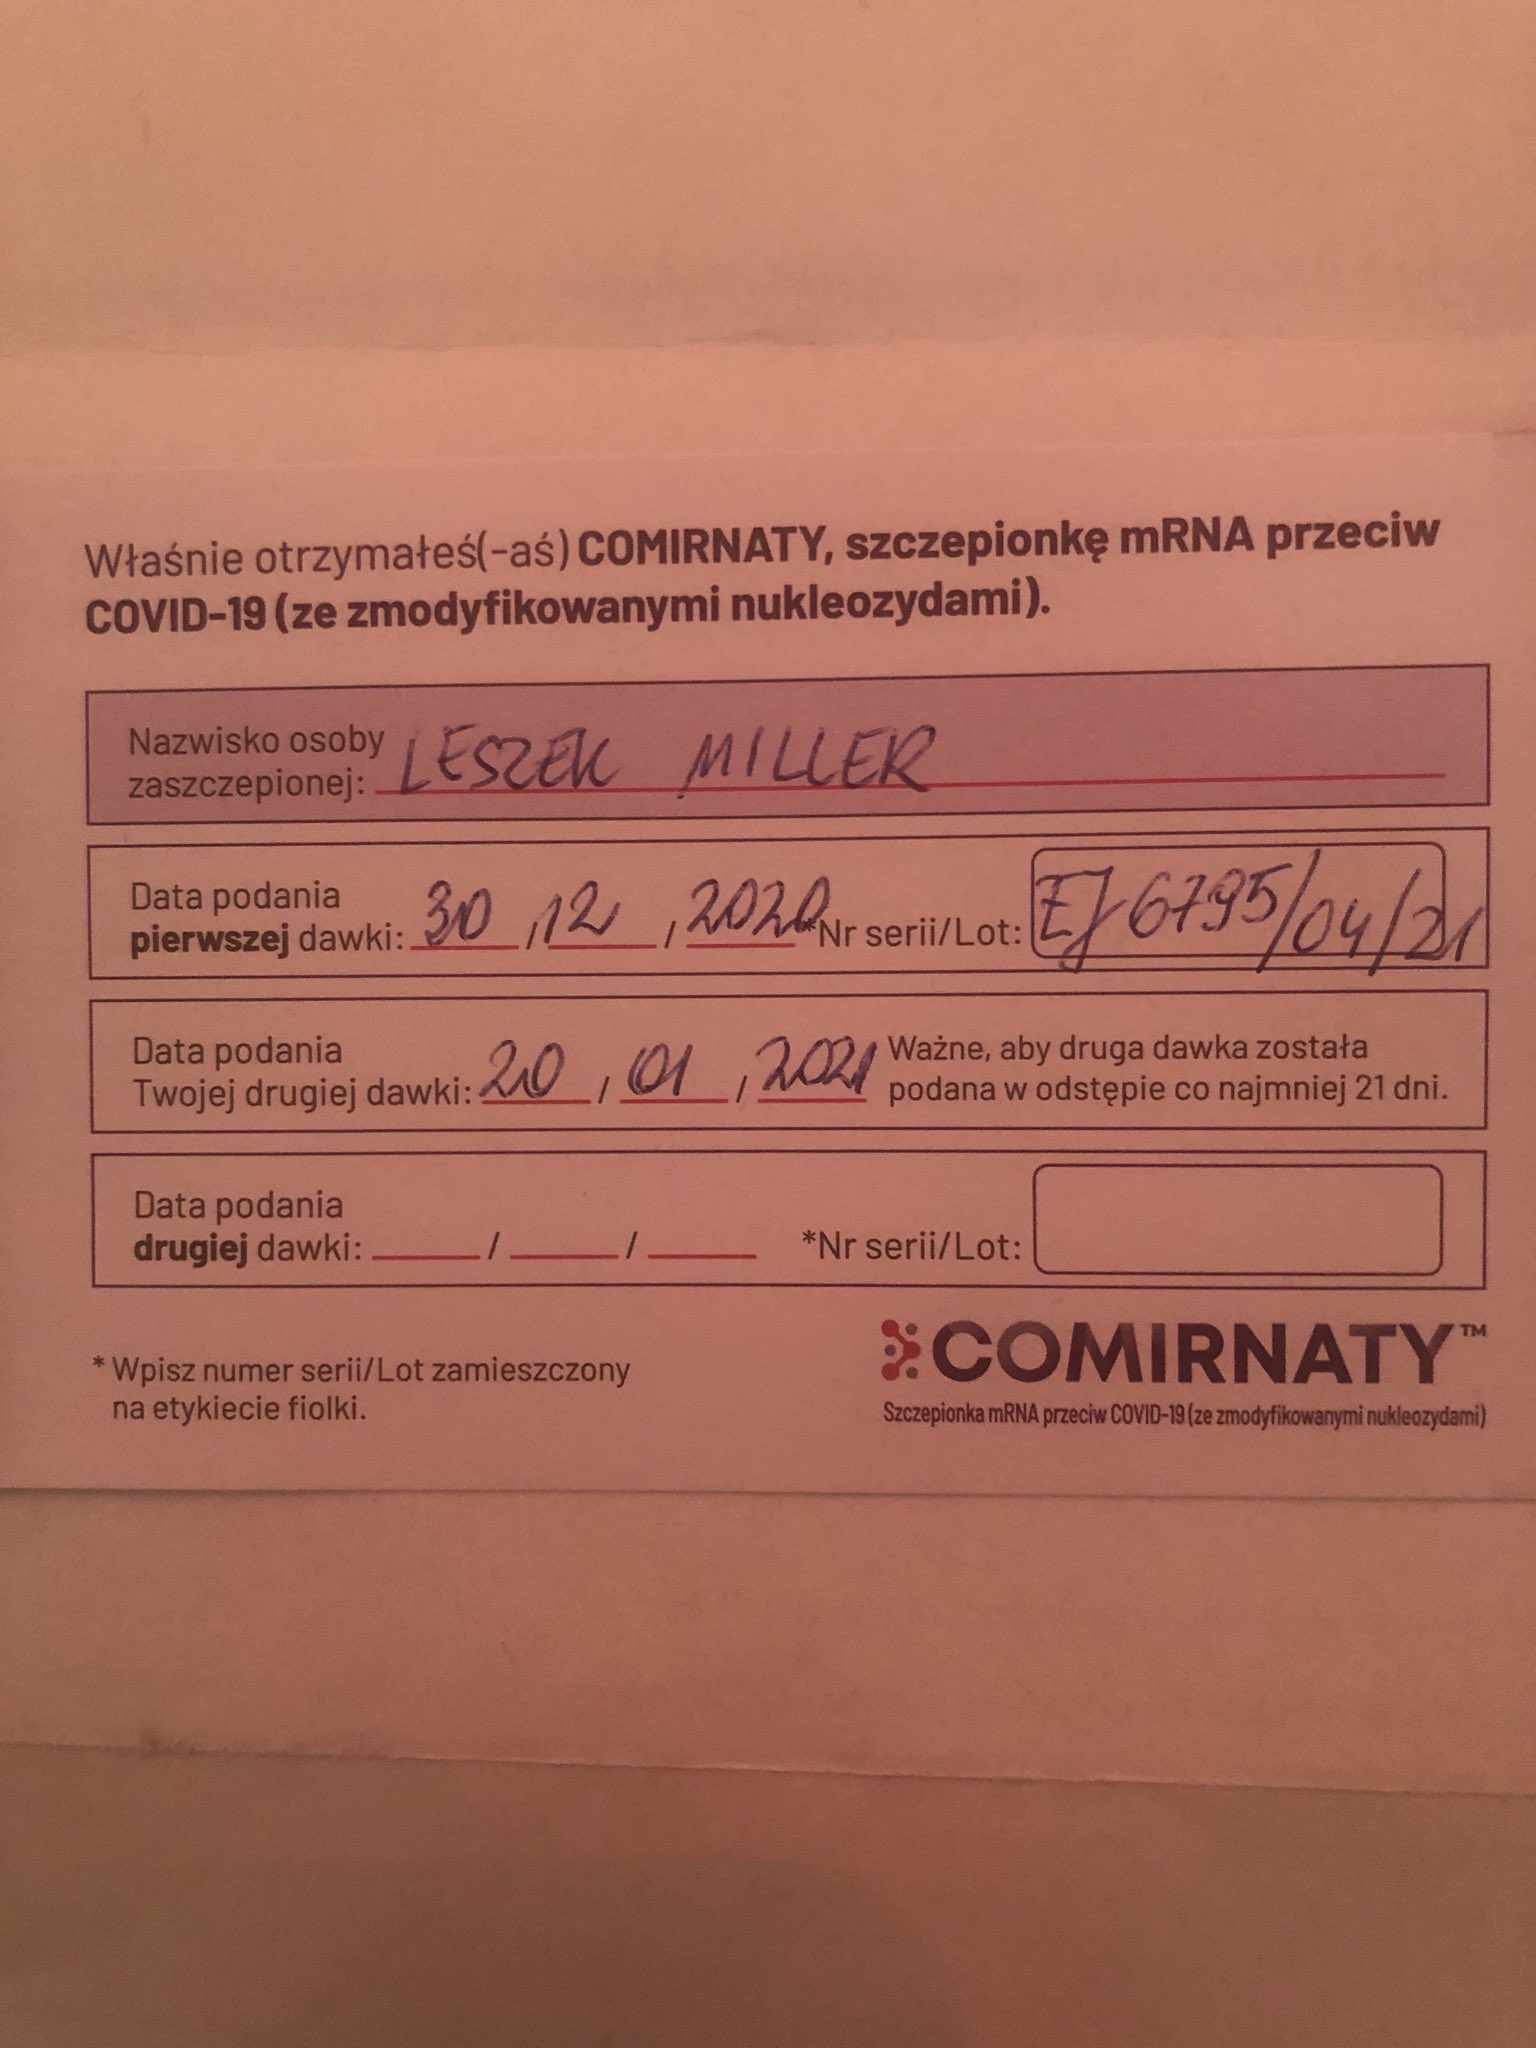 Właśnie otrzymałeś(-aś) COMIRNATY, szczepionkę mRNA przeciw
COVID-19 (ze zmodyfikowanymi nukleozydami).
Nazwisko osoby
zaszczepionej: LESZEK MILLER
Data podania
pierwszej dawki: 30 / 12 / 2020 *Nr serii/Lot: EJ 6795/04/21
Data podania
Twojej drugiej dawki: 20 / 01 / 2021
Ważne, aby druga dawka została
podana w odstępie co najmniej 21 dni.
Data podania
drugiej dawki: ____ / ____ / ____ *Nr serii/Lot:
* Wpisz numer serii/Lot zamieszczony
na etykiecie fiolki.
COMIRNATY™
Szczepionka mRNA przeciw COVID-19 (ze zmodyfikowanymi nukleozydami)